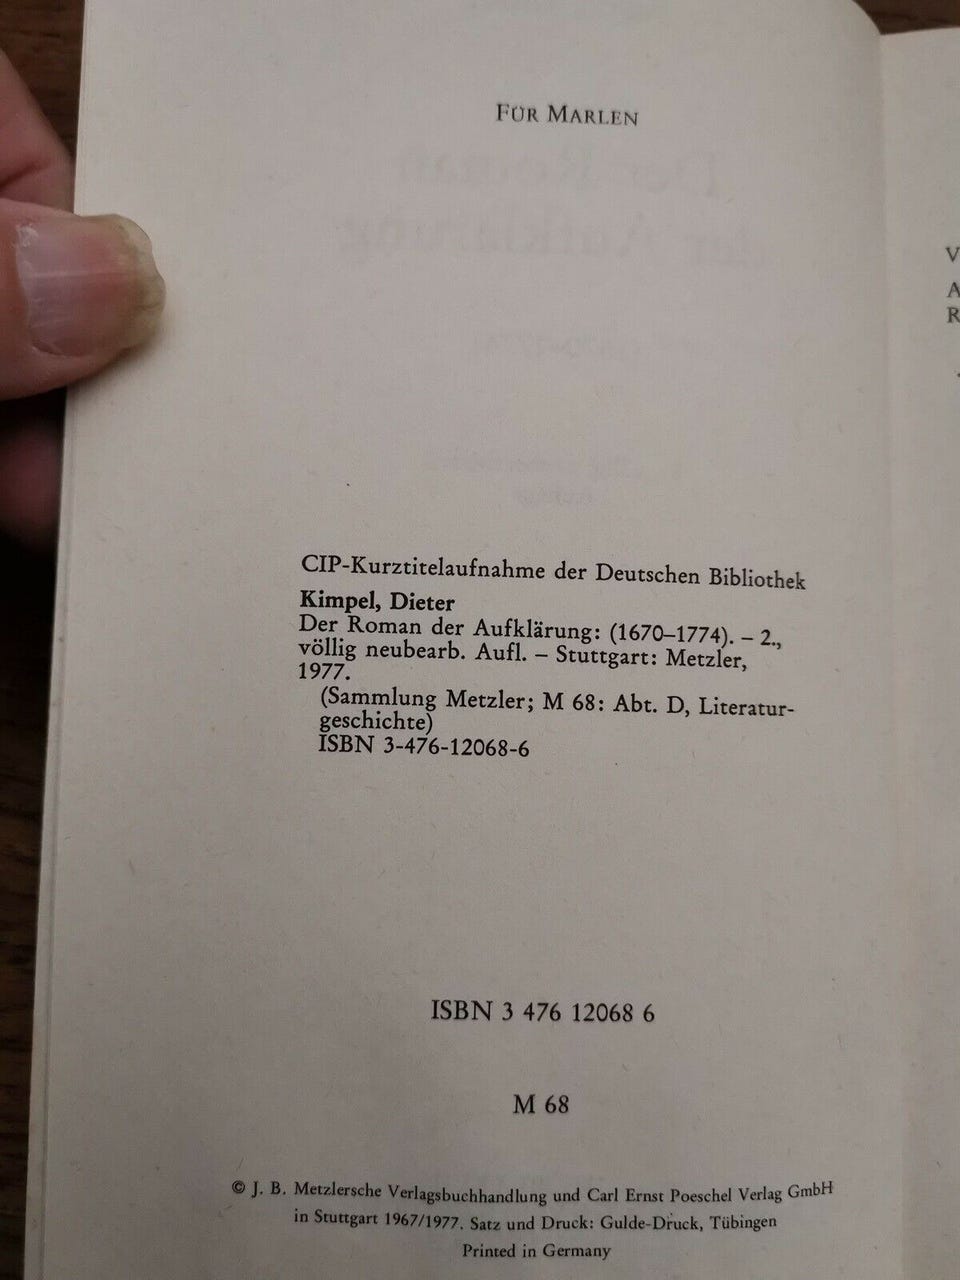 FÜR MARLEN
CIP-Kurztitelaufnahme der Deutschen Bibliothek
Kimpel, Dieter
Der Roman der Aufklärung: (1670–1774). – 2.,
völlig neubearb. Aufl. – Stuttgart: Metzler,
1977.
(Sammlung Metzler; M 68: Abt. D, Literatur-
geschichte)
ISBN 3-476-12068-6
ISBN 3 476 12068 6
M 68
© J. B. Metzlersche Verlagsbuchhandlung und Carl Ernst Poeschel Verlag GmbH
in Stuttgart 1967/1977. Satz und Druck: Gulde-Druck, Tübingen
Printed in Germany
V
A
R